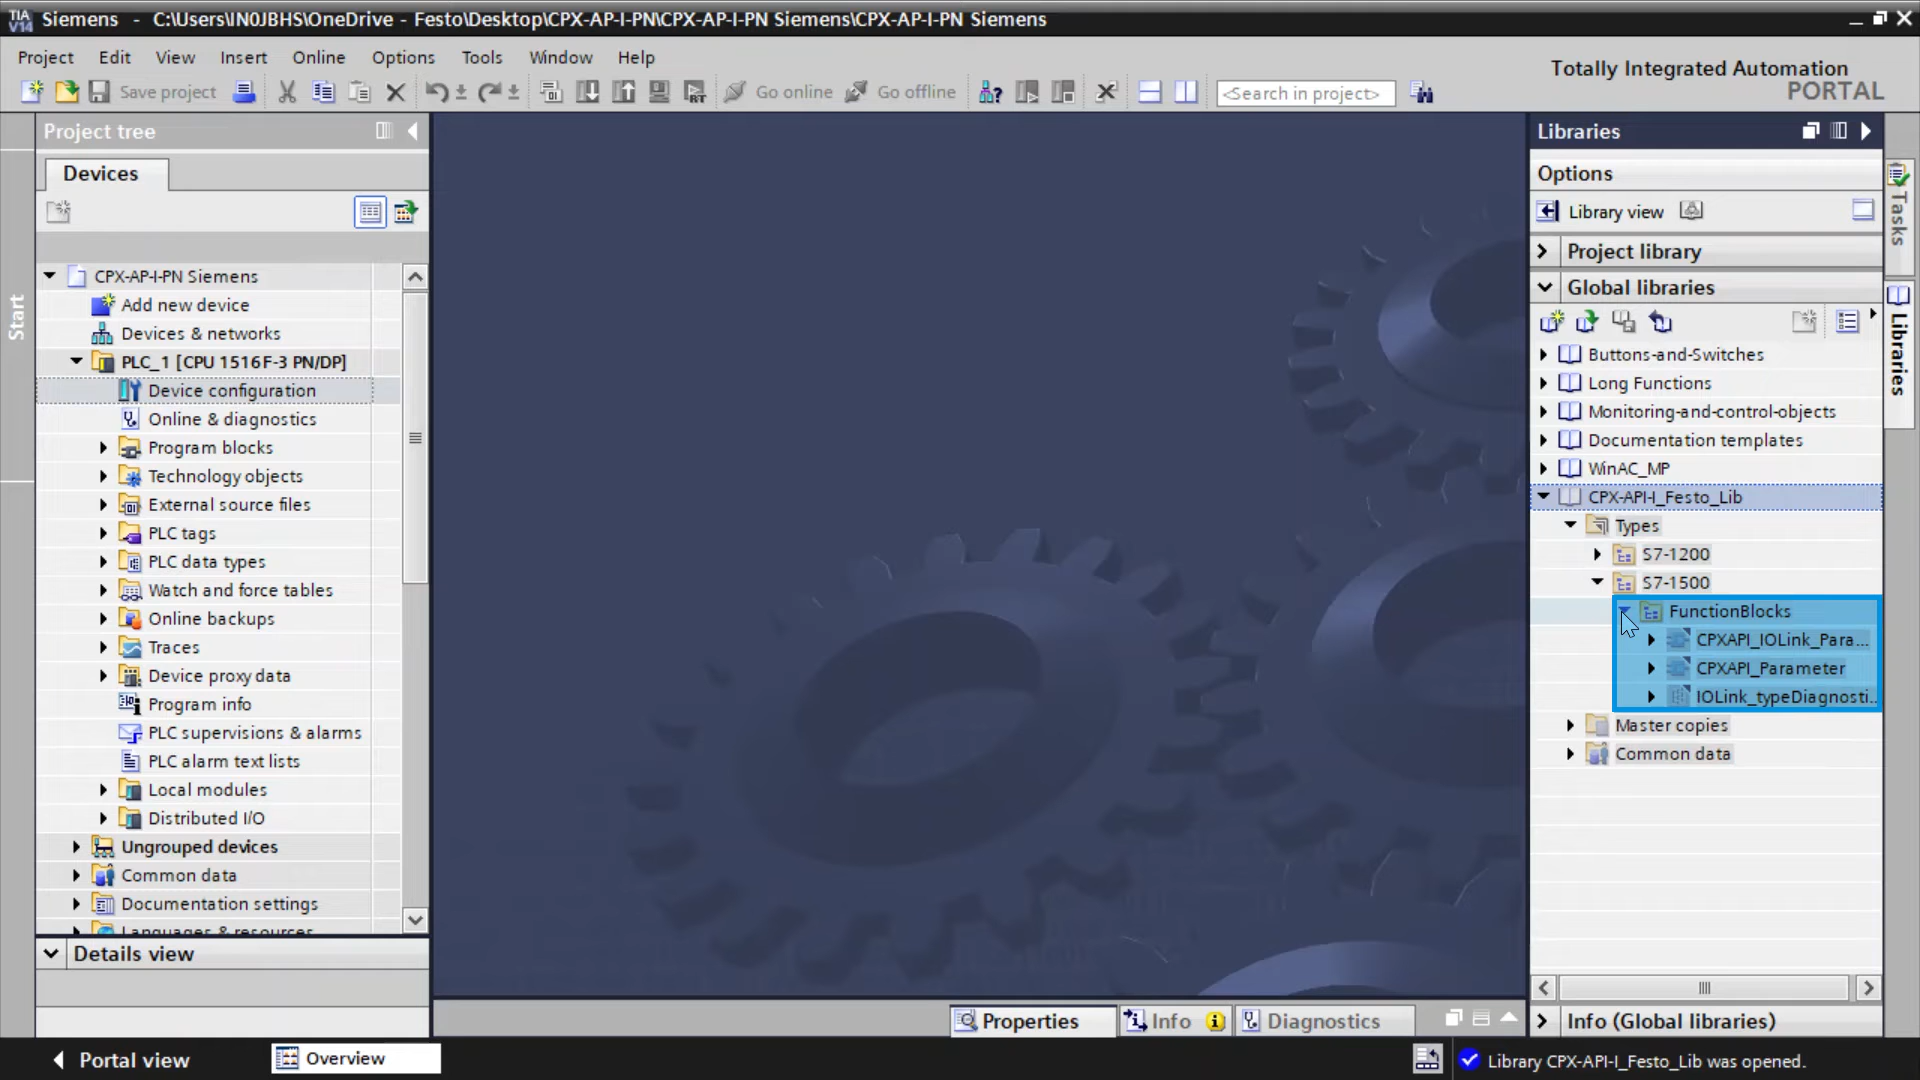 TIA V14 Siemens - C:\Users\IN0JBHS\OneDrive - Festo\Desktop\CPX-AP-I-PN\CPX-AP-I-PN Siemens\CPX-AP-I-PN Siemens
Project Edit View Insert Online Options Tools Window Help
Totally Integrated Automation
PORTAL
Save project
Go online
Go offline
<Search in project>
Start
Project tree
Devices
CPX-AP-I-PN Siemens
Add new device
Devices & networks
PLC_1 [CPU 1516F-3 PN/DP]
Device configuration
Online & diagnostics
Program blocks
Technology objects
External source files
PLC tags
PLC data types
Watch and force tables
Online backups
Traces
Device proxy data
Program info
PLC supervisions & alarms
PLC alarm text lists
Local modules
Distributed I/O
Ungrouped devices
Common data
Documentation settings
Languages & resources
Details view
Libraries
Options
Library view
Project library
Global libraries
Buttons-and-Switches
Long Functions
Monitoring-and-control-objects
Documentation templates
WinAC_MP
CPX-API-I_Festo_Lib
Types
S7-1200
S7-1500
FunctionBlocks
CPXAPI_IOLink_Para...
CPXAPI_Parameter
IOLink_typeDiagnosti...
Master copies
Common data
Info (Global libraries)
Tasks
Libraries
Properties
Info
Diagnostics
Portal view
Overview
Library CPX-API-I_Festo_Lib was opened.